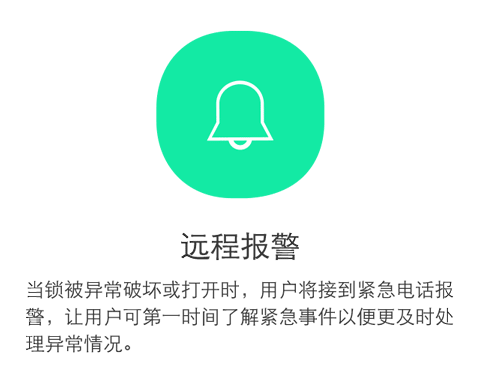 远程报警
当锁被异常破坏或打开时，用户将接到紧急电话报
警，让用户可第一时间了解紧急事件以便更及时处
理异常情况。